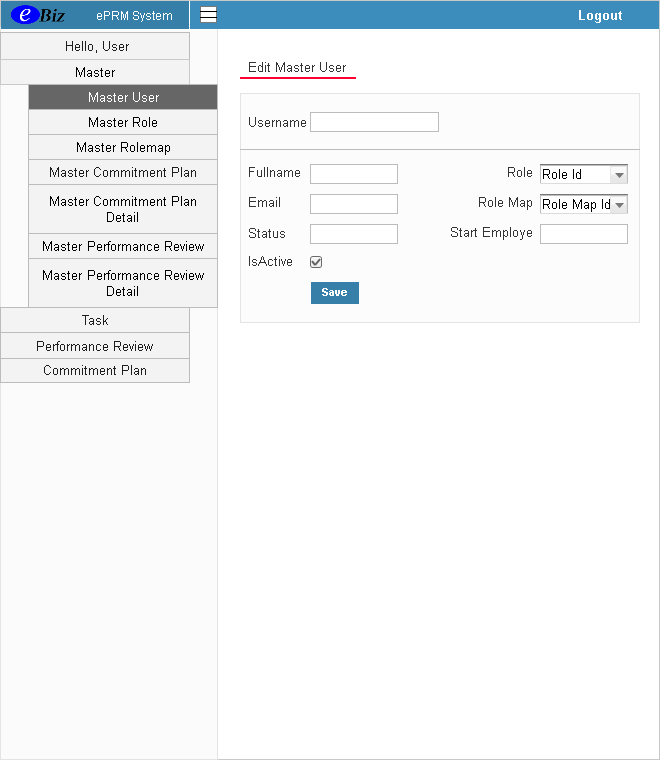 eBiz ePRM System Logout
Hello, User
Master
Master User
Master Role
Master Rolemap
Master Commitment Plan
Master Commitment Plan
Detail
Master Performance Review
Master Performance Review
Detail
Task
Performance Review
Commitment Plan
Edit Master User
Username
Fullname Role Role Id
Email Role Map Role Map Id
Status Start Employe
IsActive
Save